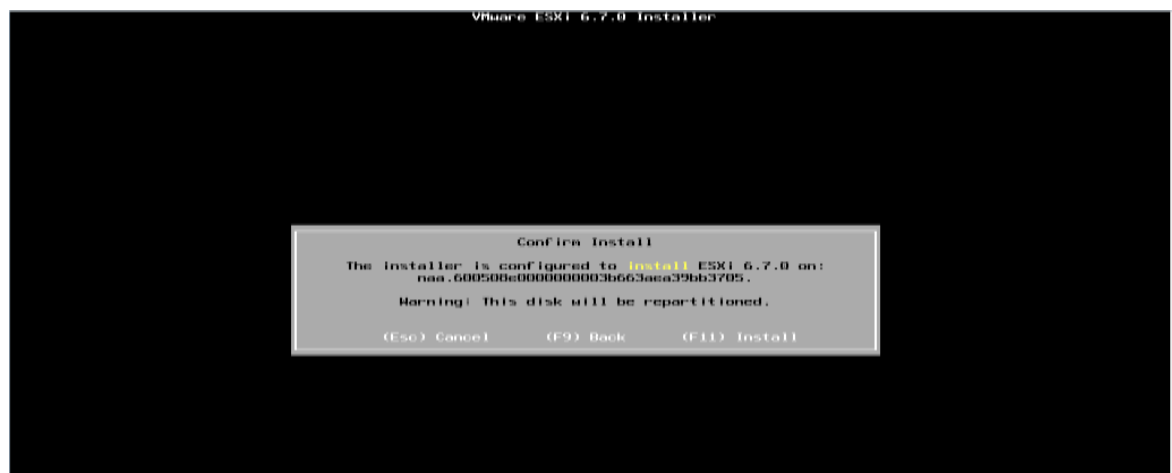 VMware ESXi 6.7.0 Installer
Confirm Install
The installer is configured to install ESXi 6.7.0 on:
naa.600508e0000000003b663aea39bb3705.
Warning: This disk will be repartitioned.
(Esc) Cancel (F9) Back (F11) Install